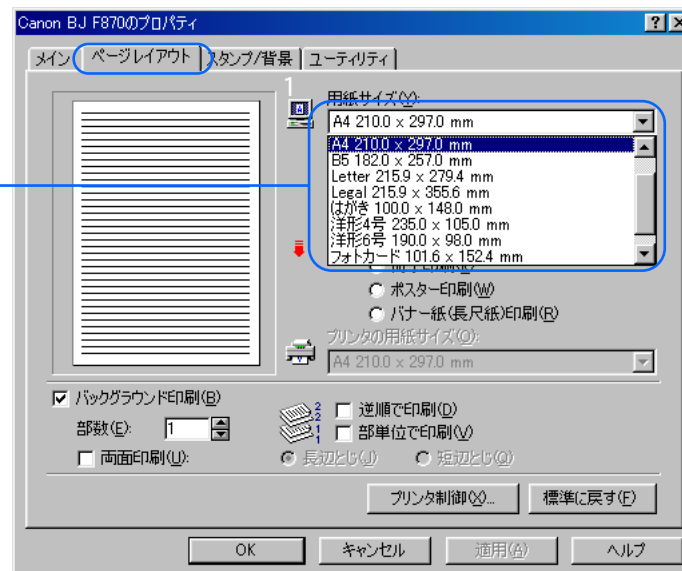 Canon BJ F870のプロパティ
メイン ページレイアウト スタンプ/背景 ユーティリティ
1
用紙サイズ(Y):
A4 210.0 x 297.0 mm
A4 210.0 x 297.0 mm
B5 182.0 x 257.0 mm
Letter 215.9 x 279.4 mm
Legal 215.9 x 355.6 mm
はがき 100.0 x 148.0 mm
洋形4号 235.0 x 105.0 mm
洋形6号 190.0 x 98.0 mm
フォトカード 101.6 x 152.4 mm
ポスター印刷(W)
バナー紙(長尺紙)印刷(R)
プリンタの用紙サイズ(O):
A4 210.0 x 297.0 mm
バックグラウンド印刷(B)
部数(E): 1
両面印刷(U):
2 2 1 1
逆順で印刷(D)
部単位で印刷(V)
長辺とじ(J) 短辺とじ(Q)
プリンタ制御(X)... 標準に戻す(F)
OK キャンセル 適用(A) ヘルプ